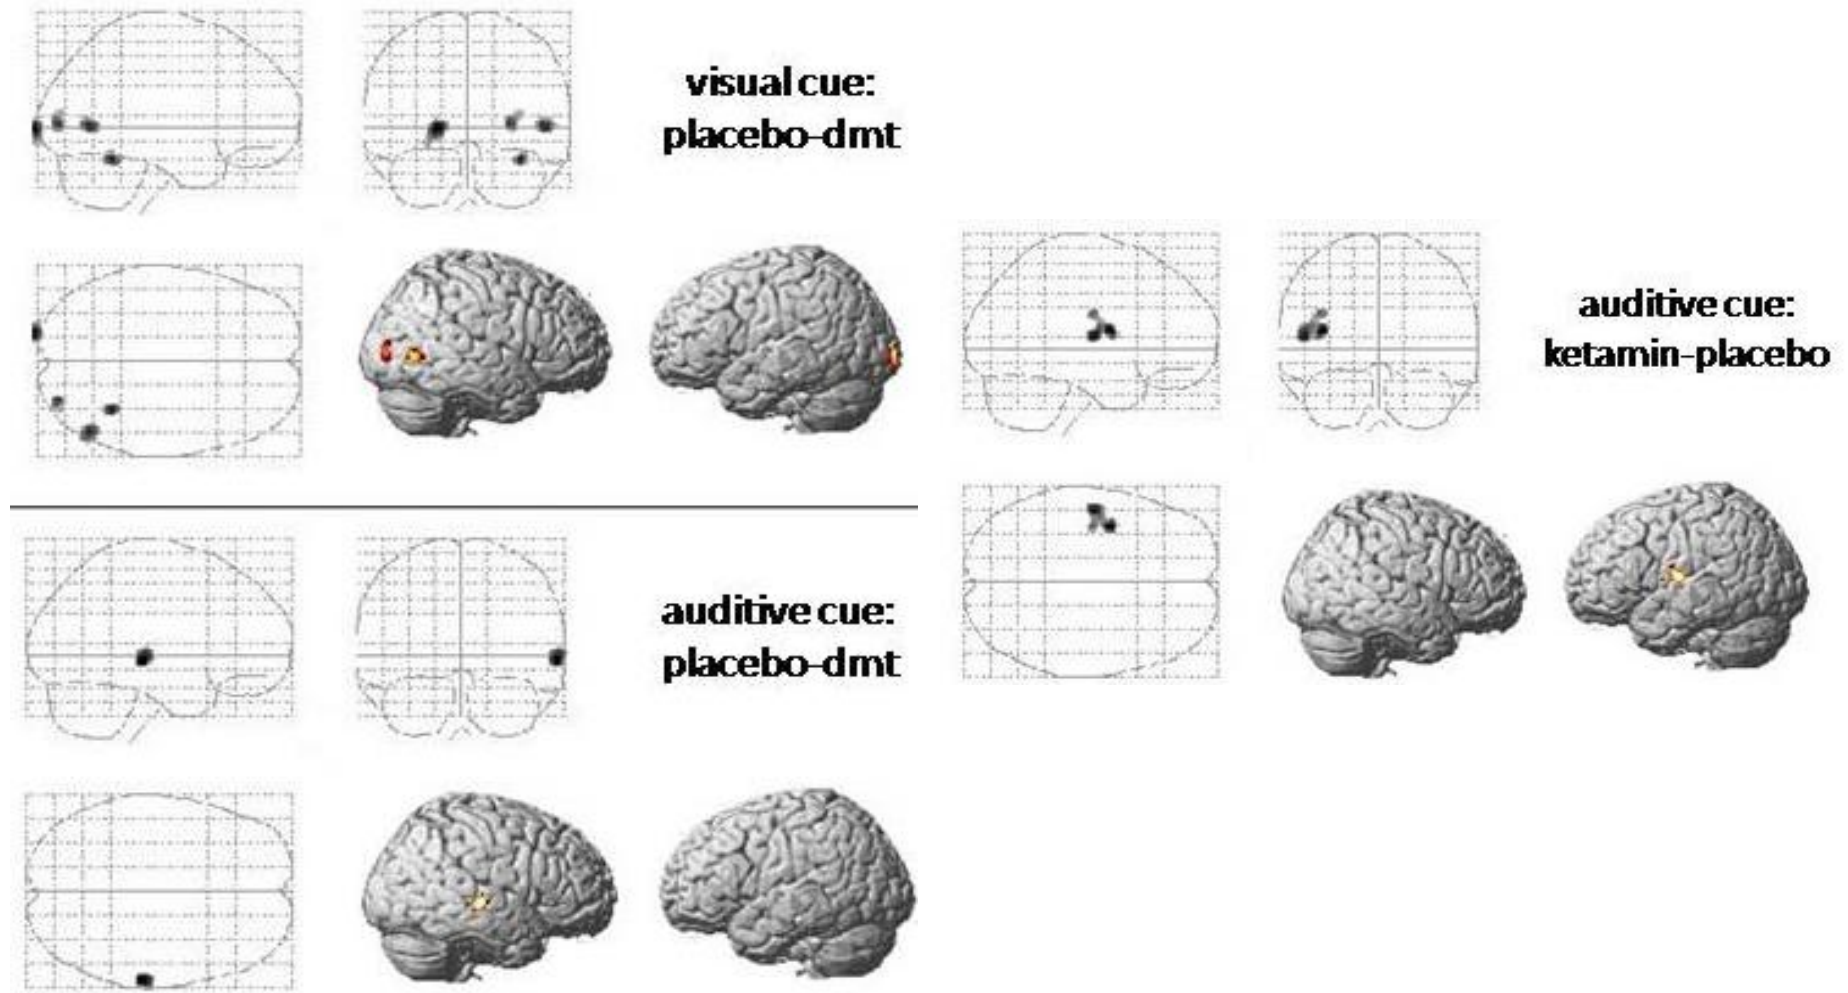 visual cue:
placebo-dmt
auditive cue:
ketamin-placebo
auditive cue:
placebo-dmt